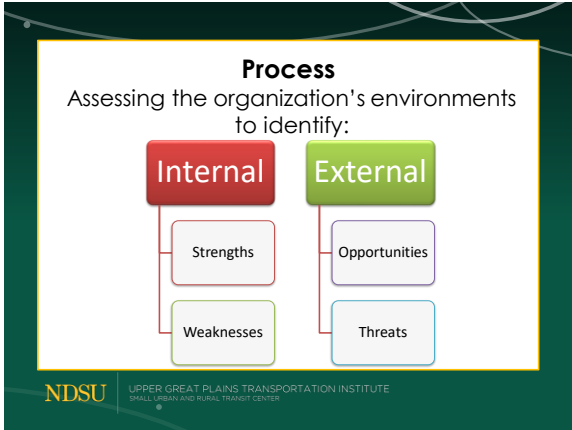 Process
Assessing the organization's environments
to identify:
Internal
External
Strengths
Opportunities
Weaknesses
Threats
NDSU
UPPER GREAT PLAINS TRANSPORTATION INSTITUTE
SMALL URBAN AND RURAL TRANSIT CENTER